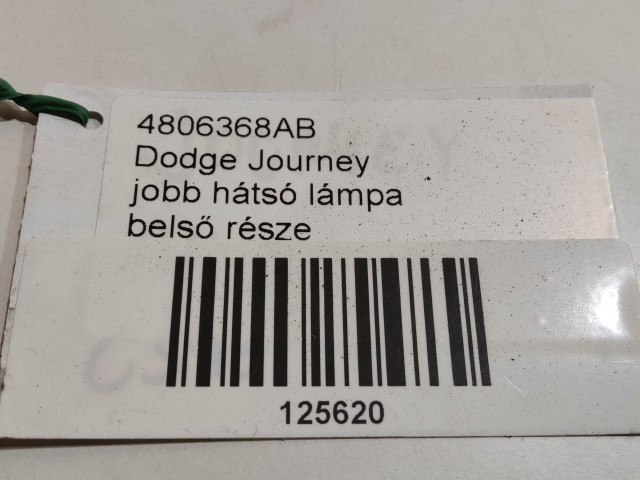 4806368AB
Dodge Journey
jobb hátsó lámpa
belső része
125620